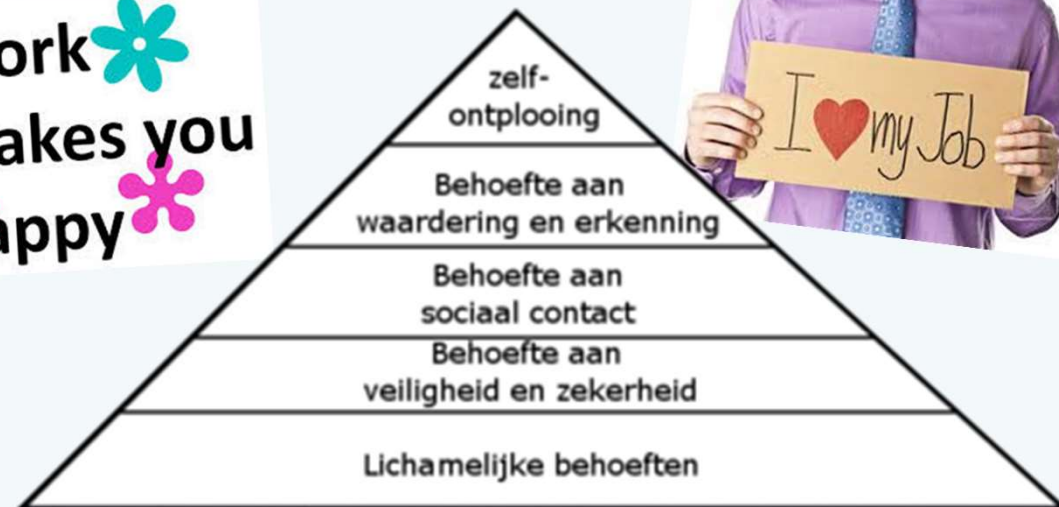 ork
akes you
appy
zelf-
ontplooing
Behoefte aan
waardering en erkenning
Behoefte aan
sociaal contact
Behoefte aan
veiligheid en zekerheid
Lichamelijke behoeften
I ❤ my Job